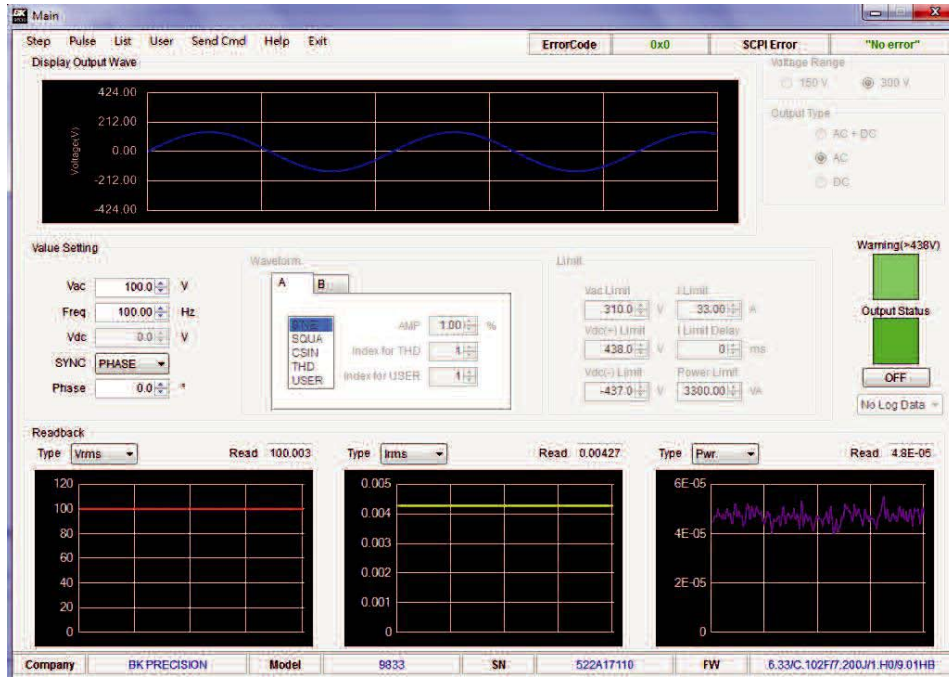 Main
Step Pulse List User Send Cmd Help Exit
ErrorCode 0x0 SCPI Error "No error"
Display Output Wave
Voltage(V)
424.00
212.00
0.00
-212.00
-424.00
Voltage Range
150 V 300 V
Output Type
AC + DC
AC
DC
Value Setting
Vac 100.0 V
Freq 100.00 Hz
Vdc 0.0 V
SYNC PHASE
Phase 0.0 °
Waveform
A B
SINE
SQUA
CSIN
THD
USER
AMP 1.00 %
Index for THD 1
Index for USER 1
Limit
Vac Limit I Limit
310.0 V 33.00 A
Vdc(+) Limit I Limit Delay
438.0 V 0 ms
Vdc(-) Limit Power Limit
-437.0 V 3300.00 VA
Warning(>438V)
Output Status
OFF
No Log Data
Readback
Type Vrms Read 100.003
120
100
80
60
40
20
0
Type Irms Read 0.00427
0.005
0.004
0.003
0.002
0.001
0
Type Pwr. Read 4.8E-05
6E-05
4E-05
2E-05
0
Company BK PRECISION Model 9833 SN 522A17110 FW 6.33/C.102F/7.200J/1.H0/9.01HB